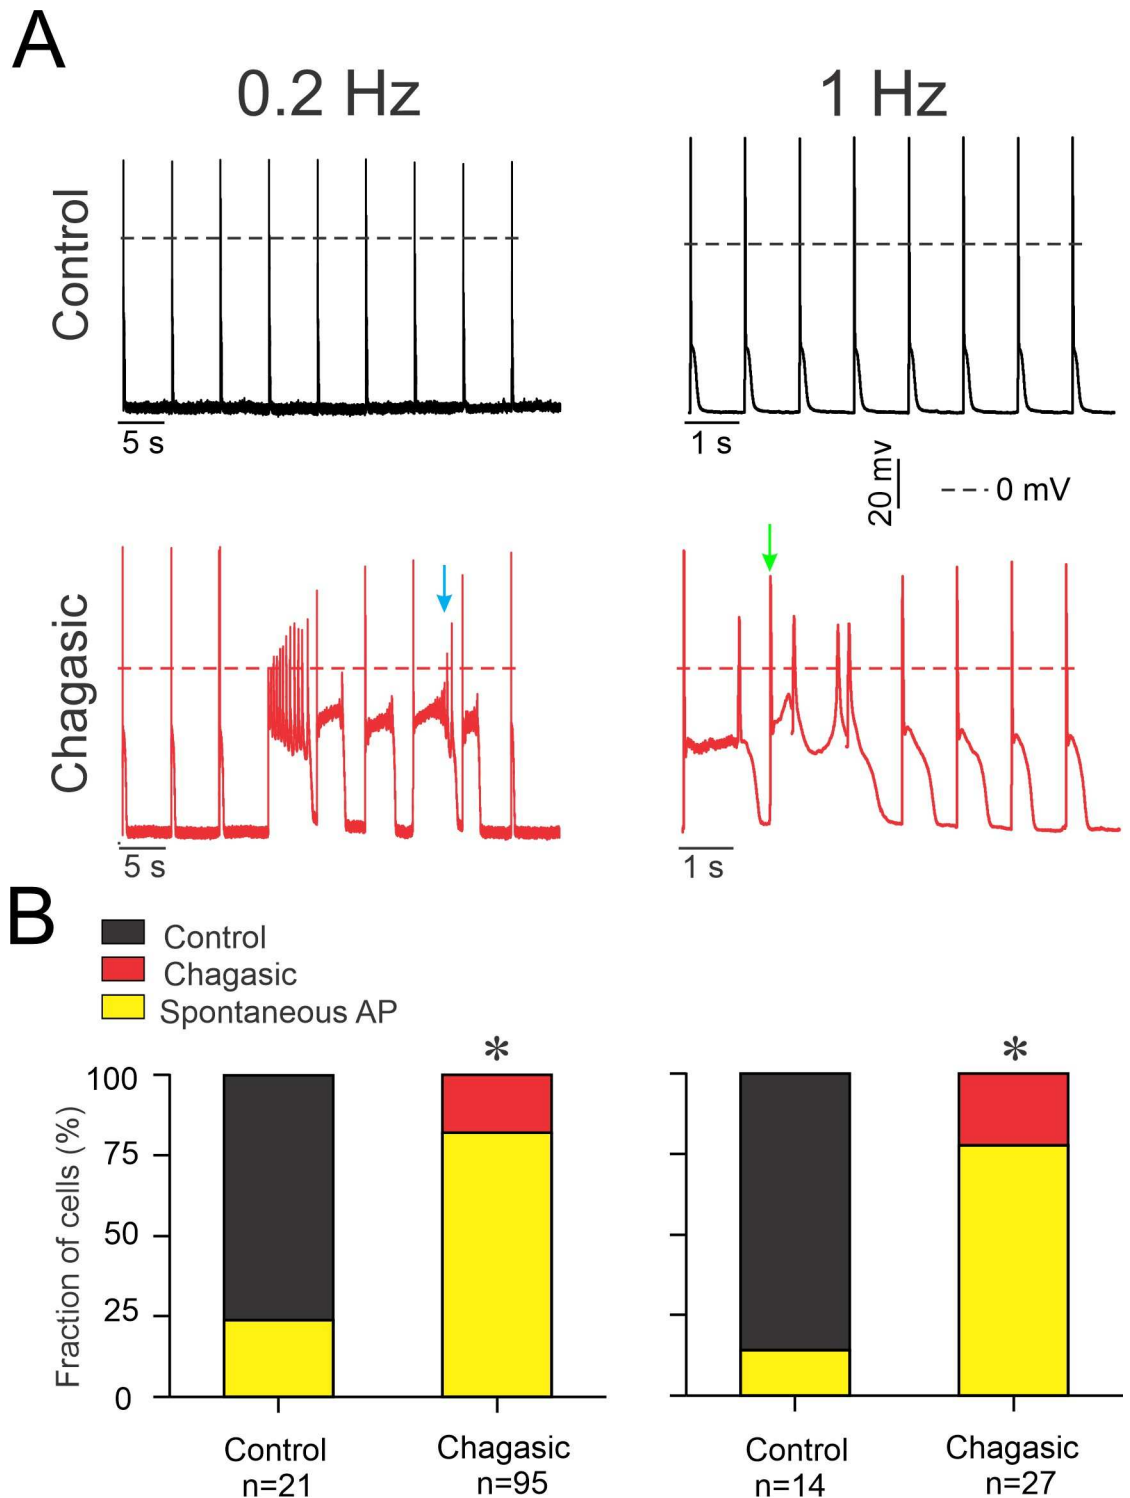 A
0.2 Hz
1 Hz
Control
5 s
1 s
20 mv
0 mV
Chagasic
5 s
1 s
B
Control
Chagasic
Spontaneous AP
*
*
Fraction of cells (%)
100
75
50
25
0
Control
n=21
Chagasic
n=95
Control
n=14
Chagasic
n=27